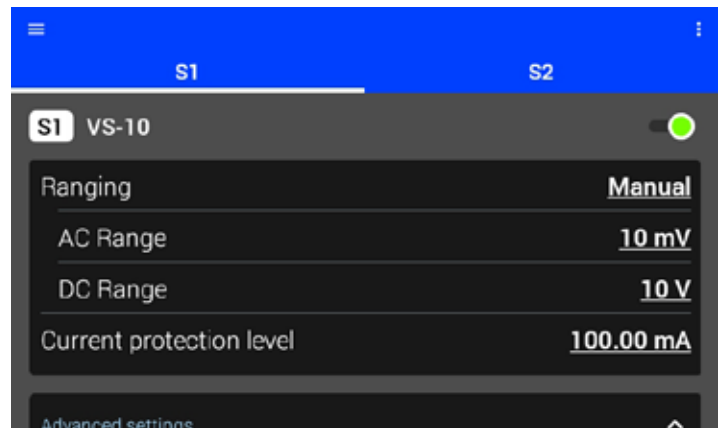 S1 S2
S1 VS-10
Ranging Manual
AC Range 10 mV
DC Range 10 V
Current protection level 100.00 mA
Advanced settings